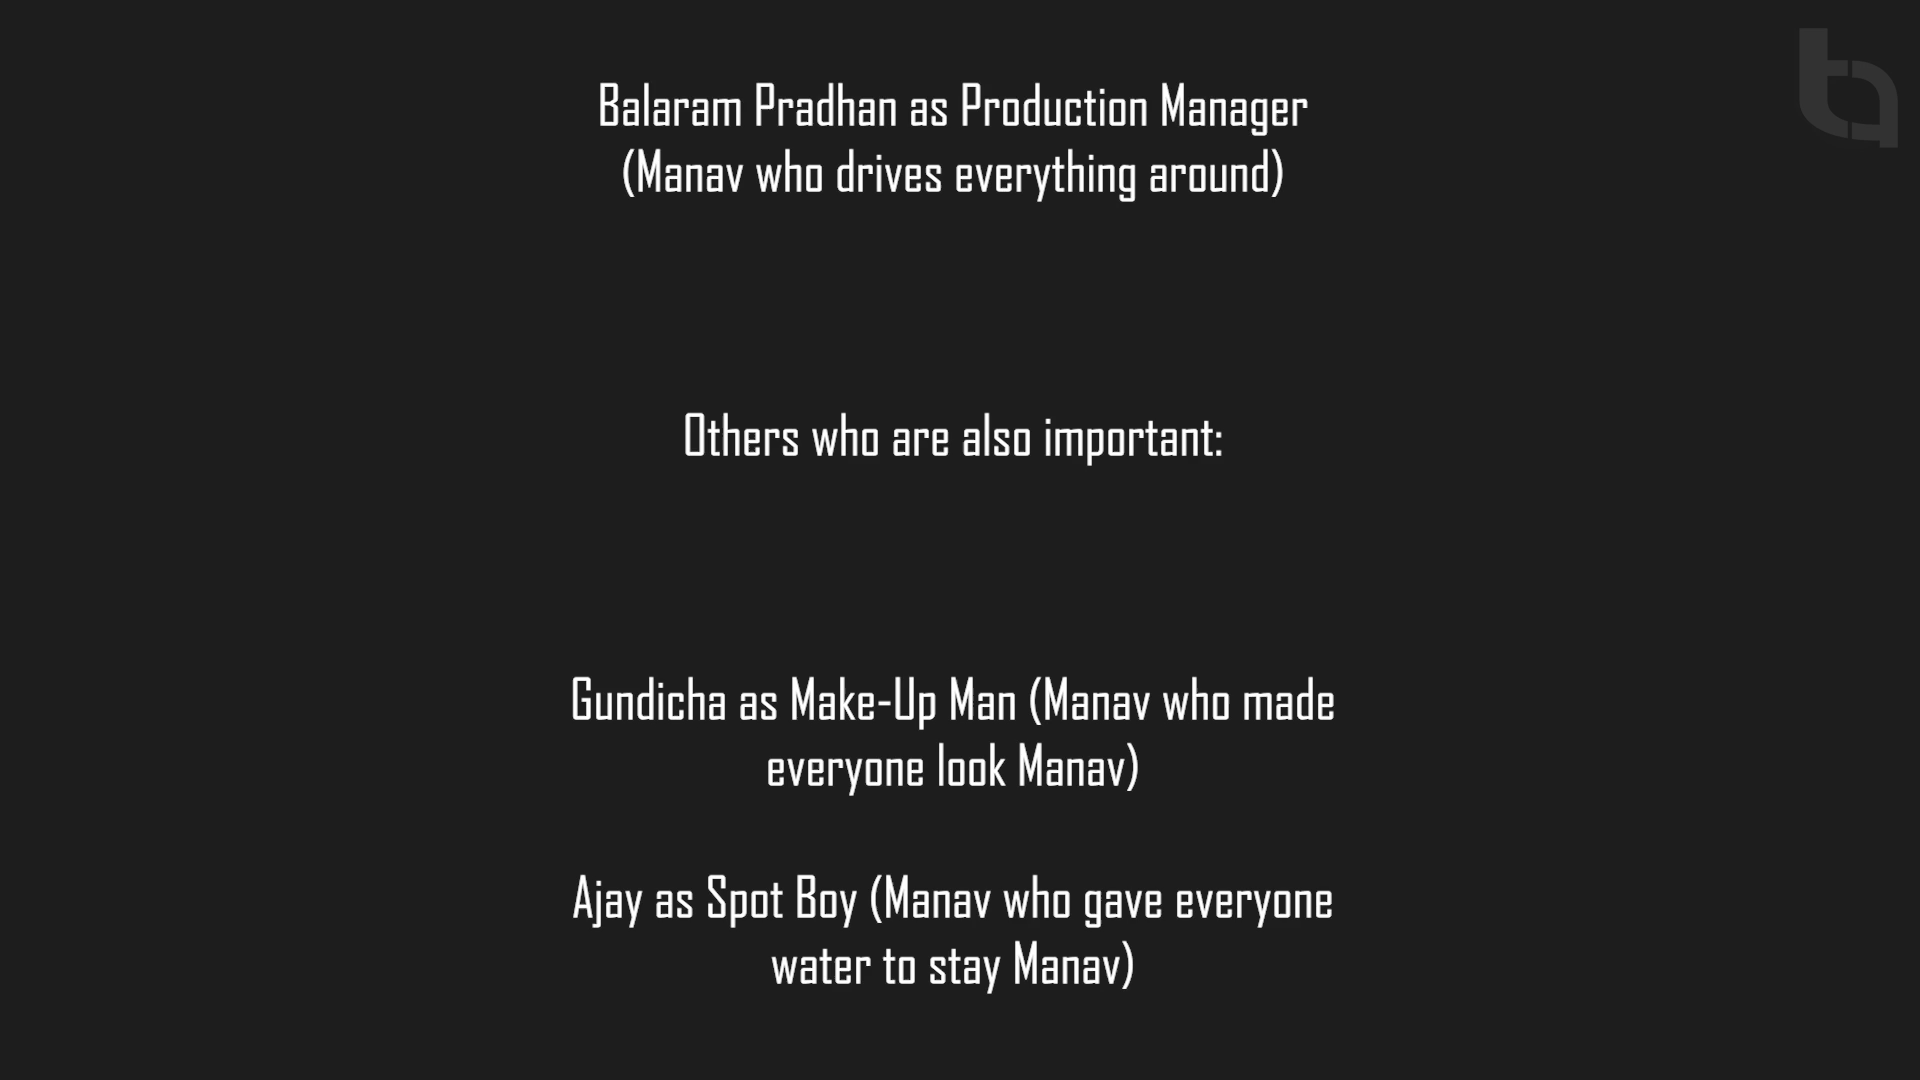 Balaram Pradhan as Production Manager
(Manav who drives everything around)
Others who are also important:
Gundicha as Make-Up Man (Manav who made
everyone look Manav)
Ajay as Spot Boy (Manav who gave everyone
water to stay Manav)